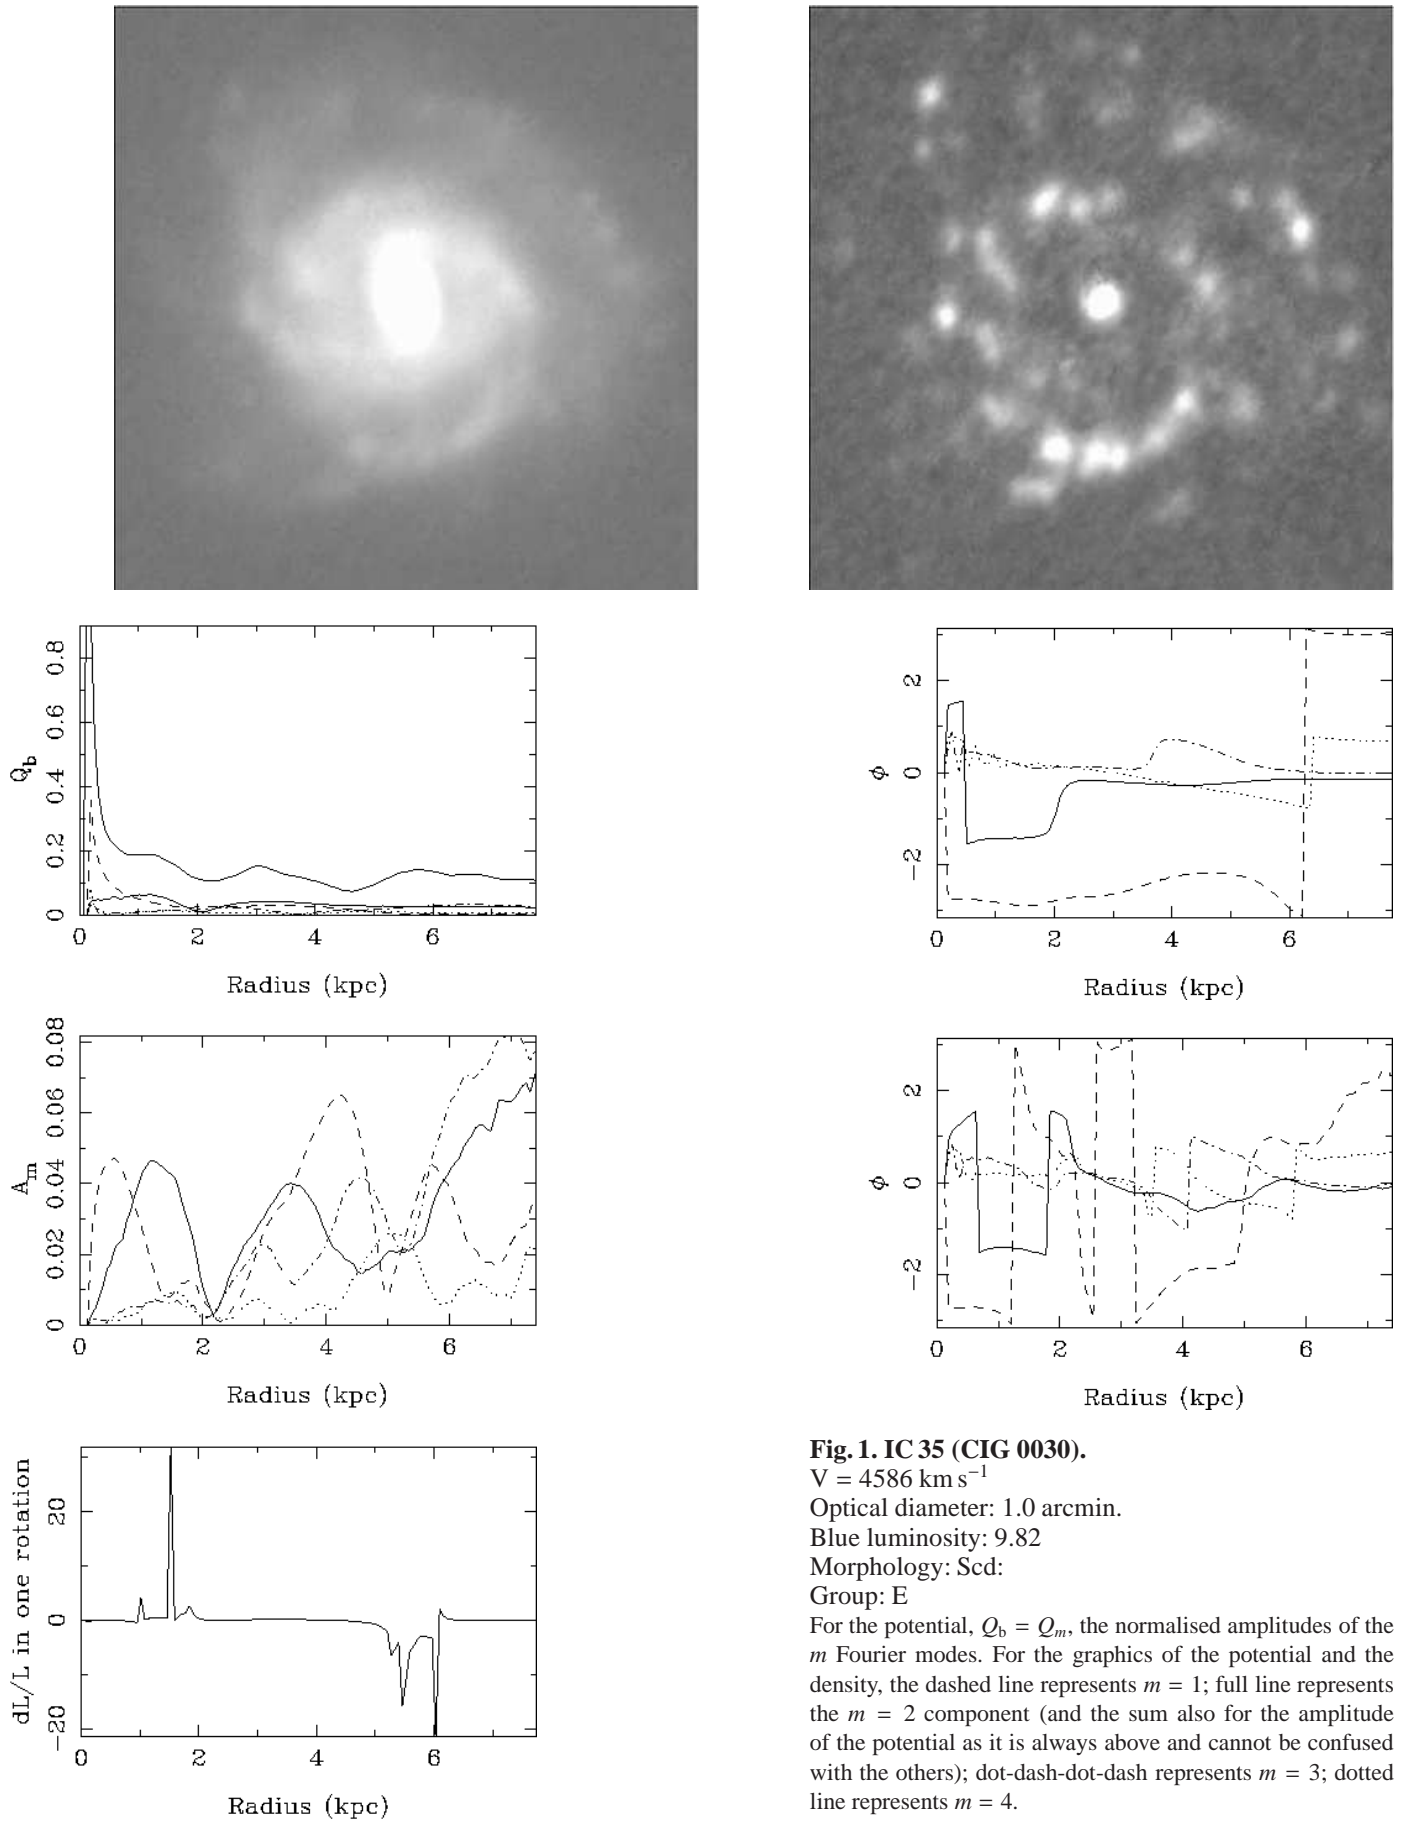 0.8
0.6
0.4
0.2
0
Qb
0 2 4 6
Radius (kpc)
2
0
−2
ϕ
0 2 4 6
Radius (kpc)
0.08
0.06
0.04
0.02
0
Am
0 2 4 6
Radius (kpc)
2
0
−2
ϕ
0 2 4 6
Radius (kpc)
20
0
−20
dL/L in one rotation
0 2 4 6
Radius (kpc)
Fig. 1. IC 35 (CIG 0030).
V = 4586 km s⁻¹
Optical diameter: 1.0 arcmin.
Blue luminosity: 9.82
Morphology: Scd:
Group: E
For the potential, Qb = Qm, the normalised amplitudes of the
m Fourier modes. For the graphics of the potential and the
density, the dashed line represents m = 1; full line represents
the m = 2 component (and the sum also for the amplitude
of the potential as it is always above and cannot be confused
with the others); dot-dash-dot-dash represents m = 3; dotted
line represents m = 4.